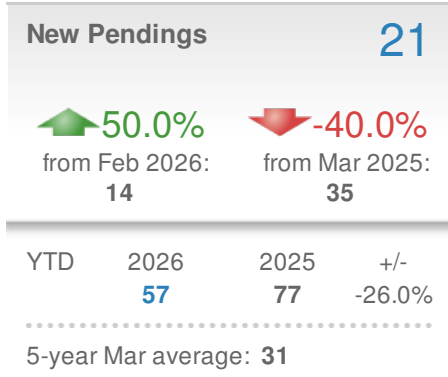 New Pendings 21
50.0% -40.0%
from Feb 2026: from Mar 2025:
14 35
YTD 2026 2025 +/-
57 77 -26.0%
5-year Mar average: 31